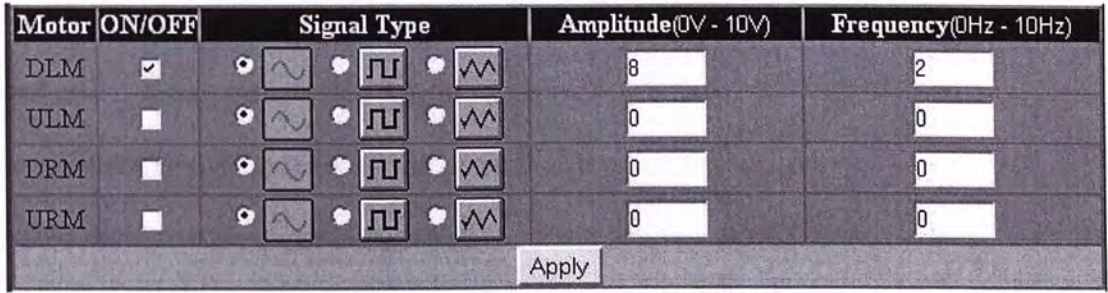 Motor ON/OFF Signal Type Amplitude(0V - 10V) Frequency(0Hz - 10Hz)
DLM 8 2
ULM 0 0
DRM 0 0
URM 0 0
Apply